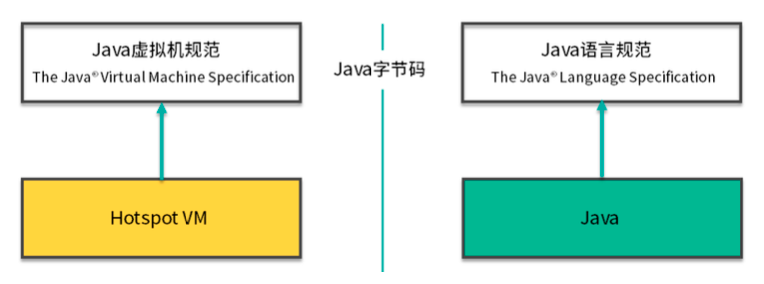 Java虚拟机规范
The Java® Virtual Machine Specification
Java字节码
Java语言规范
The Java® Language Specification
Hotspot VM
Java